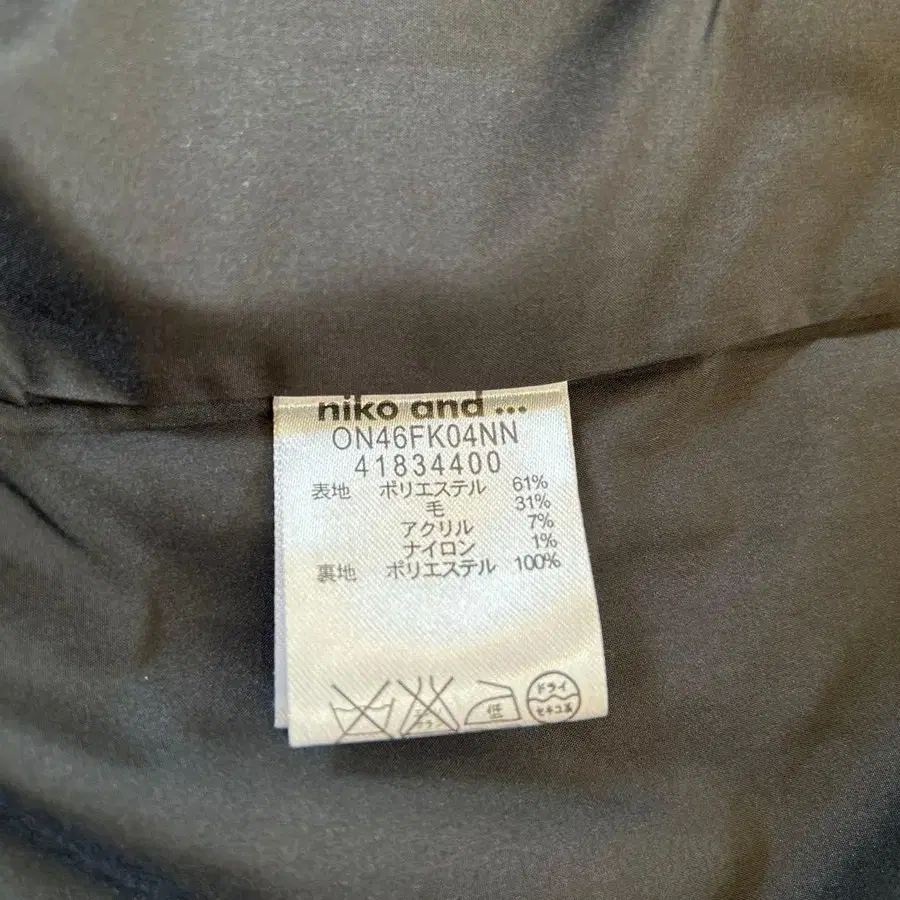 niko and ...
ON46FK04NN
41834400
表地 ポリエステル 61%
毛 31%
アクリル 7%
ナイロン 1%
裏地 ポリエステル 100%
低
ドライ
セキユ系